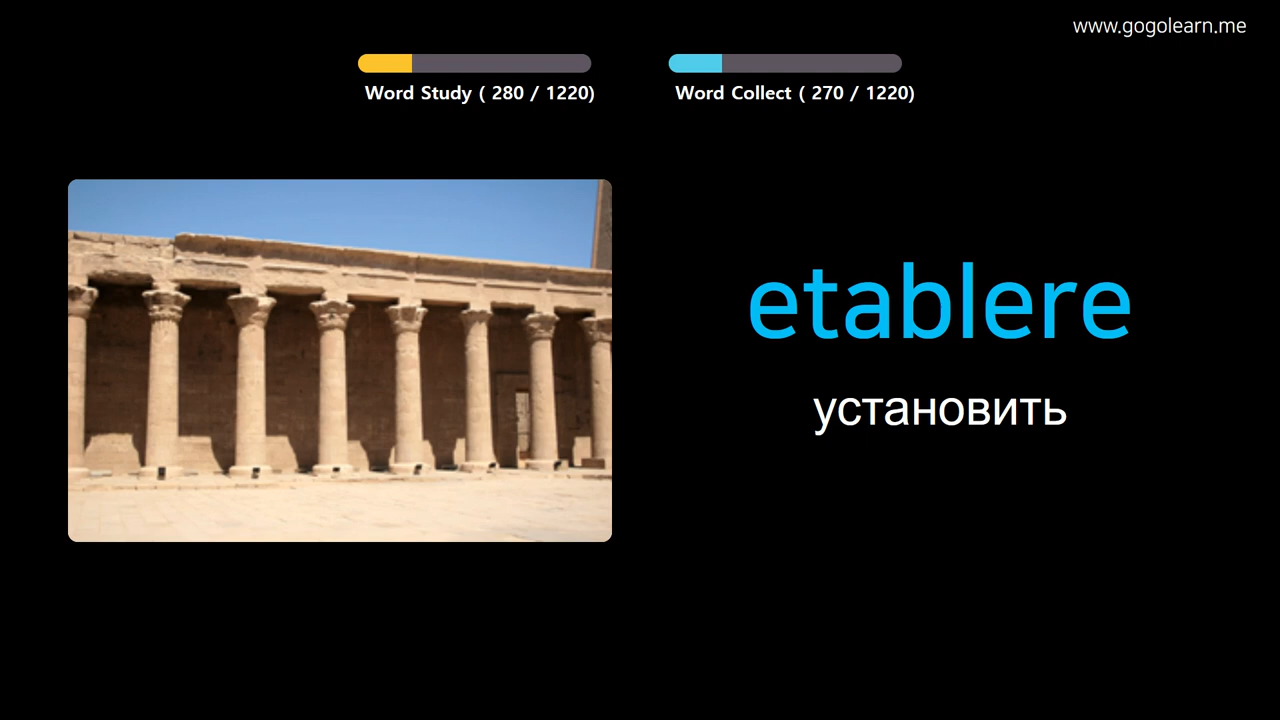 www.gogolearn.me
Word Study ( 280 / 1220)
Word Collect ( 270 / 1220)
etablere
установить